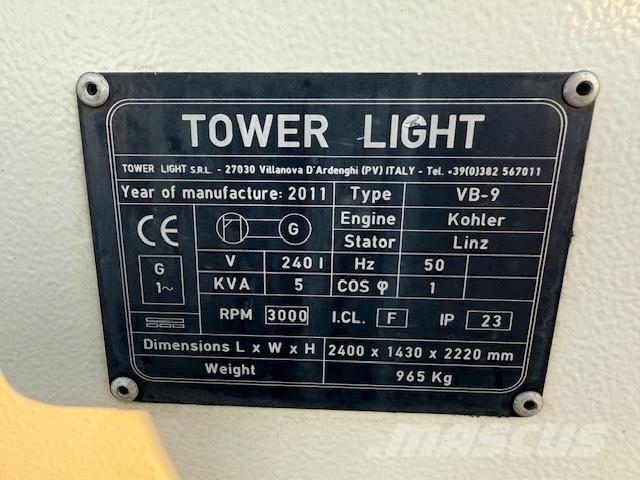 TOWER LIGHT
TOWER LIGHT S.R.L. - 27030 Villanova D'Ardenghi (PV) ITALY - Tel. +39(0)382 567011
Year of manufacture: 2011 Type VB-9
CE G Engine Kohler
Stator Linz
V 240 I Hz 50
G
1~ KVA 5 COS φ 1
RPM 3000 I.CL. F IP 23
Dimensions L x W x H 2400 x 1430 x 2220 mm
Weight 965 Kg
MASCUS